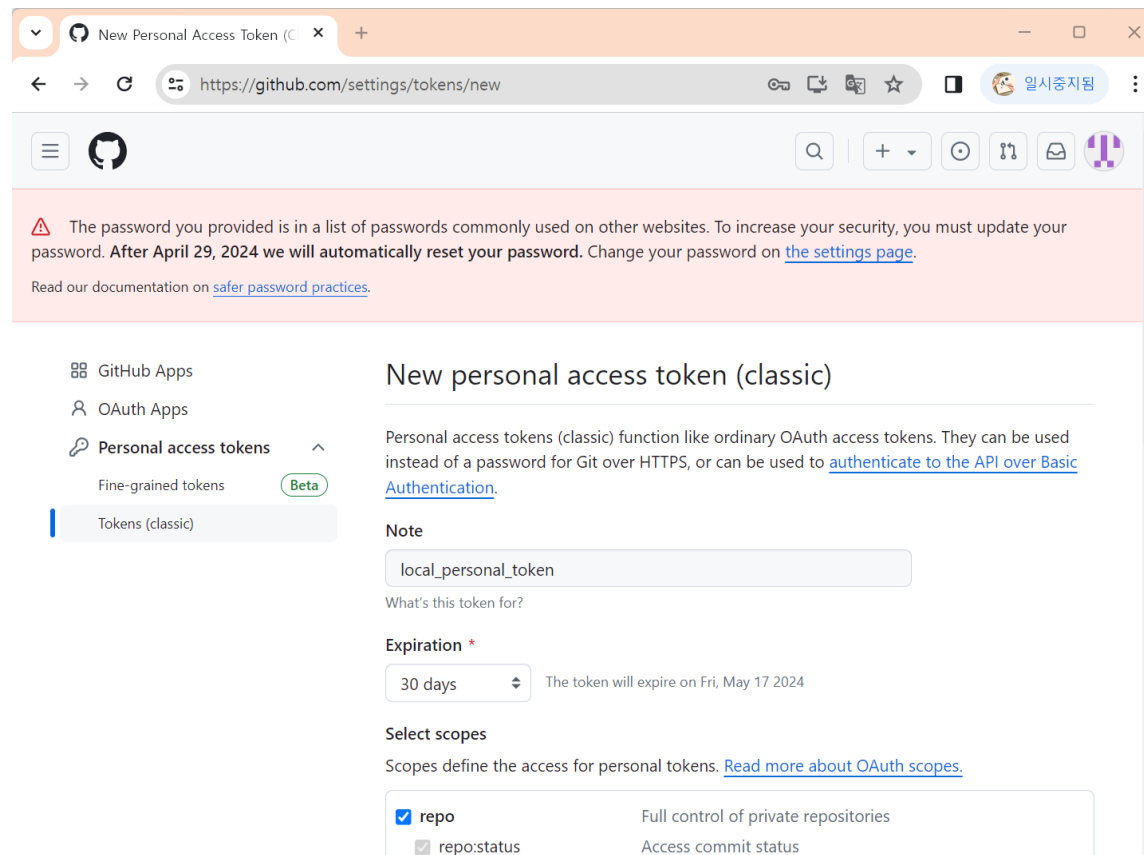 New Personal Access Token (C
https://github.com/settings/tokens/new
일시중지됨
The password you provided is in a list of passwords commonly used on other websites. To increase your security, you must update your
password. After April 29, 2024 we will automatically reset your password. Change your password on the settings page.
Read our documentation on safer password practices.
GitHub Apps
OAuth Apps
Personal access tokens
Fine-grained tokens Beta
Tokens (classic)
New personal access token (classic)
Personal access tokens (classic) function like ordinary OAuth access tokens. They can be used
instead of a password for Git over HTTPS, or can be used to authenticate to the API over Basic
Authentication.
Note
local_personal_token
What's this token for?
Expiration *
30 days The token will expire on Fri, May 17 2024
Select scopes
Scopes define the access for personal tokens. Read more about OAuth scopes.
repo Full control of private repositories
repo:status Access commit status